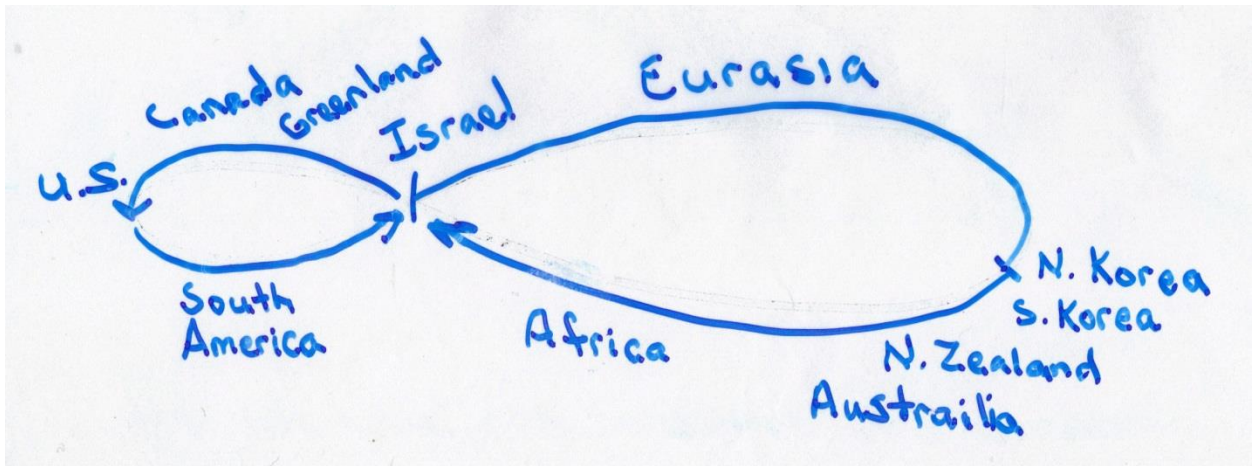 Eurasia
Canada
Greenland
Israel
U.S.
N. Korea
S. Korea
South
America
Africa
N. Zealand
Austrailia